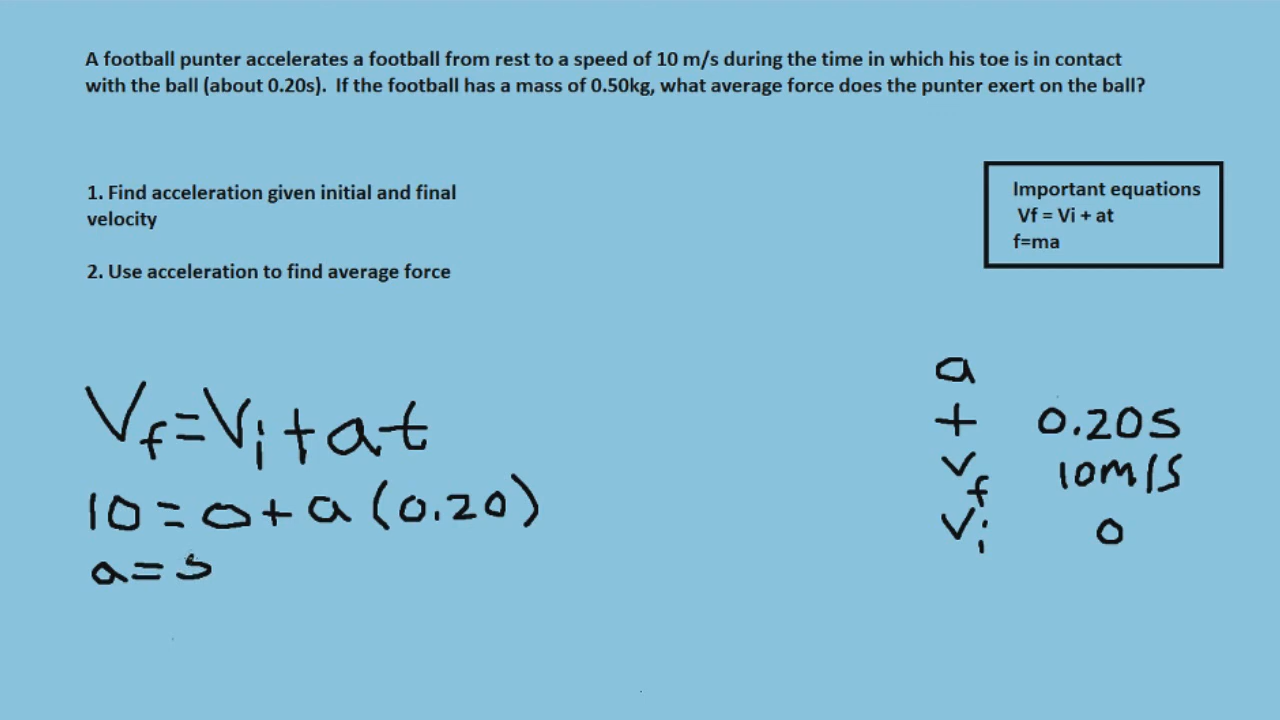 A football punter accelerates a football from rest to a speed of 10 m/s during the time in which his toe is in contact
with the ball (about 0.20s). If the football has a mass of 0.50kg, what average force does the punter exert on the ball?
1. Find acceleration given initial and final
velocity
2. Use acceleration to find average force
Important equations
Vf = Vi + at
f=ma
Vf=Vi+at
10=0+a(0.20)
a=5
a
t 0.20s
Vf 10m/s
Vi 0